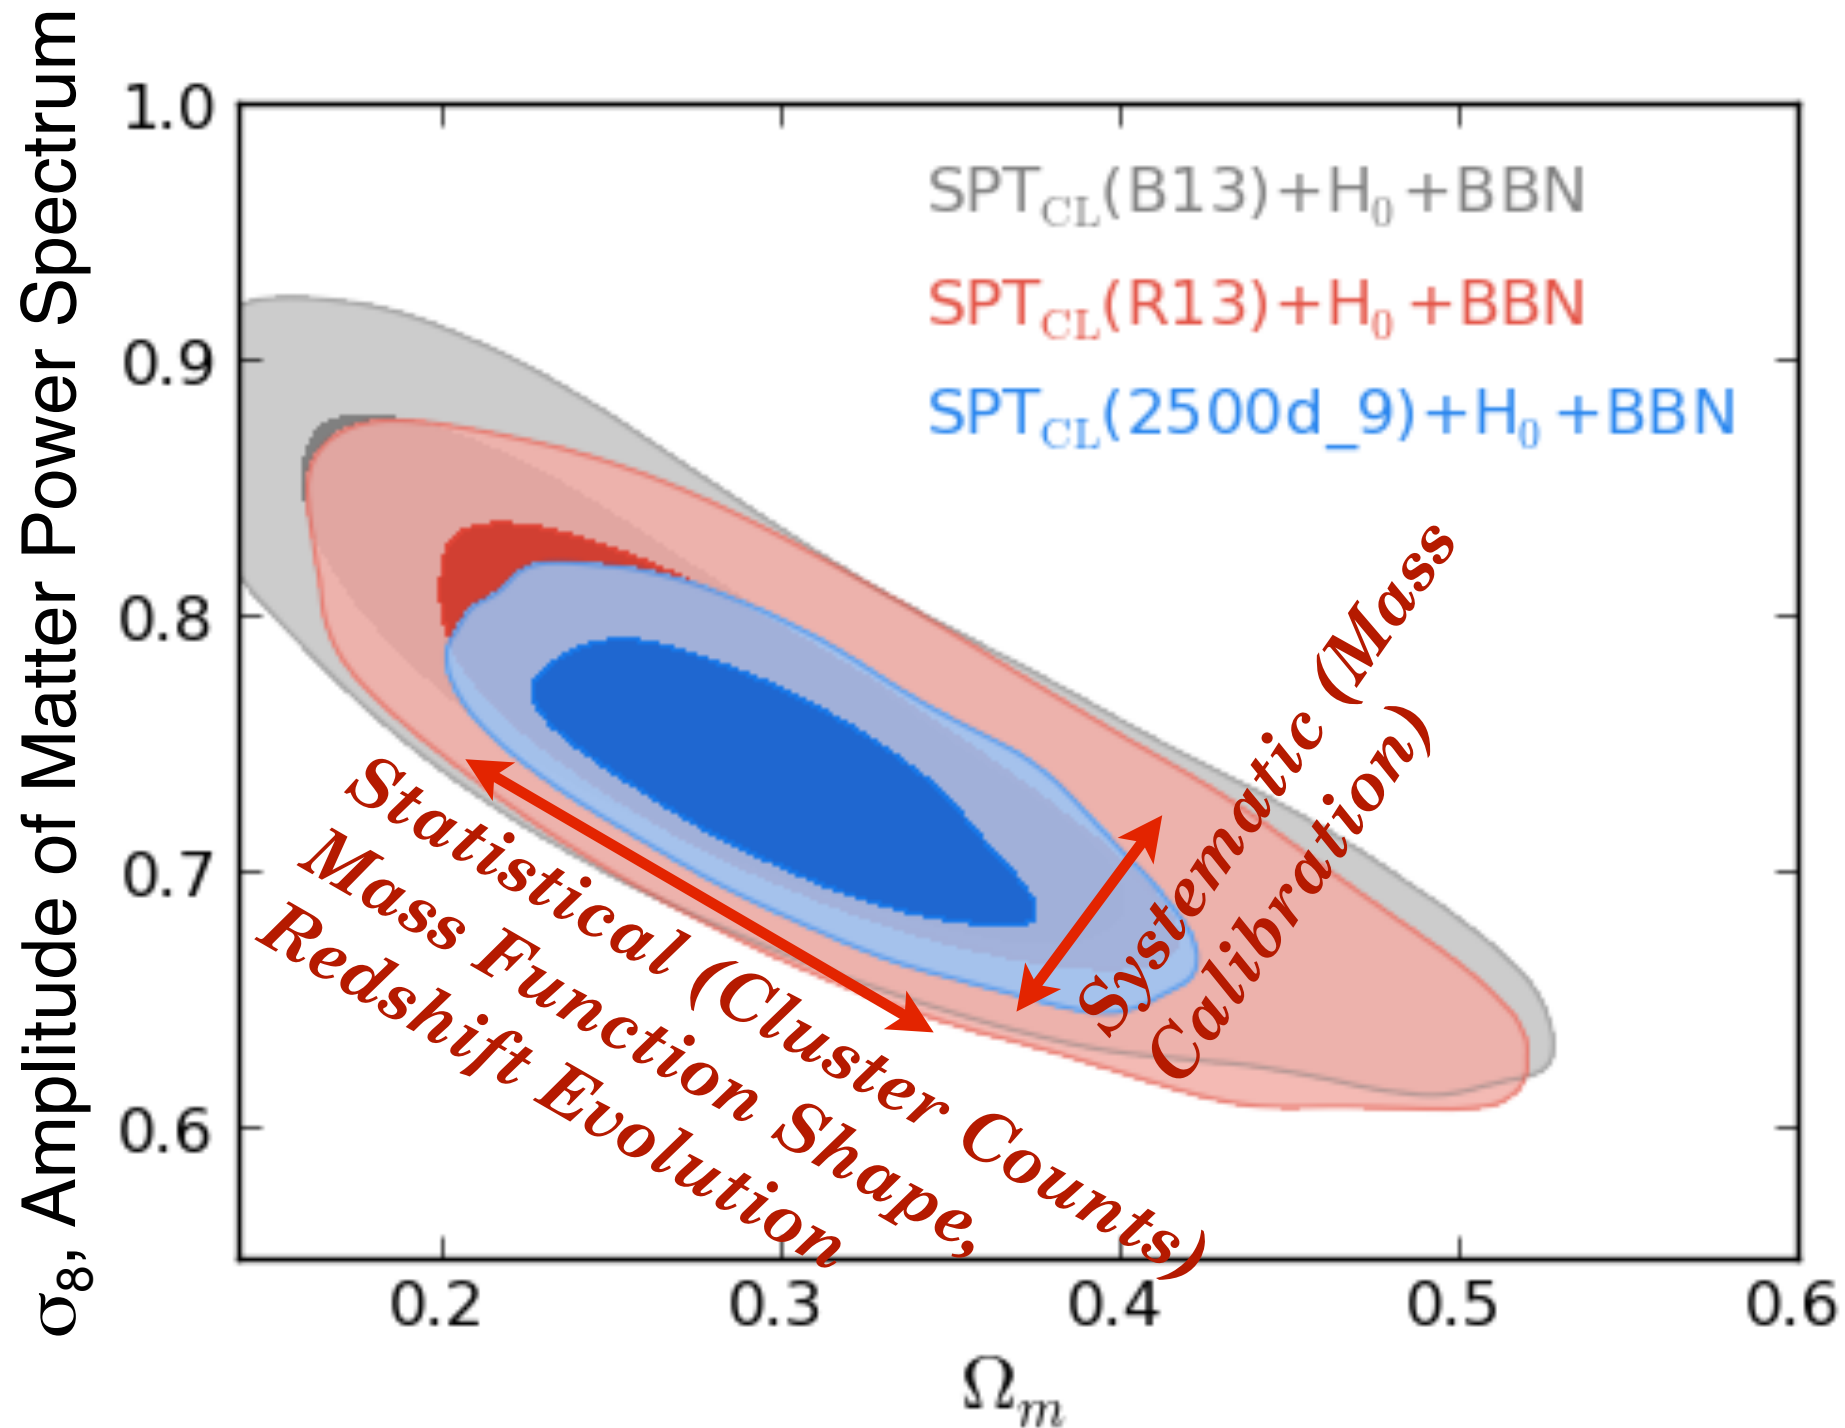 σ8, Amplitude of Matter Power Spectrum
1.0
0.9
0.8
0.7
0.6
SPTCL(B13)+H0+BBN
SPTCL(R13)+H0+BBN
SPTCL(2500d_9)+H0+BBN
Systematic (Mass
Calibration)
Statistical (Cluster Counts)
Mass Function Shape,
Redshift Evolution
0.2 0.3 0.4 0.5 0.6
Ωm